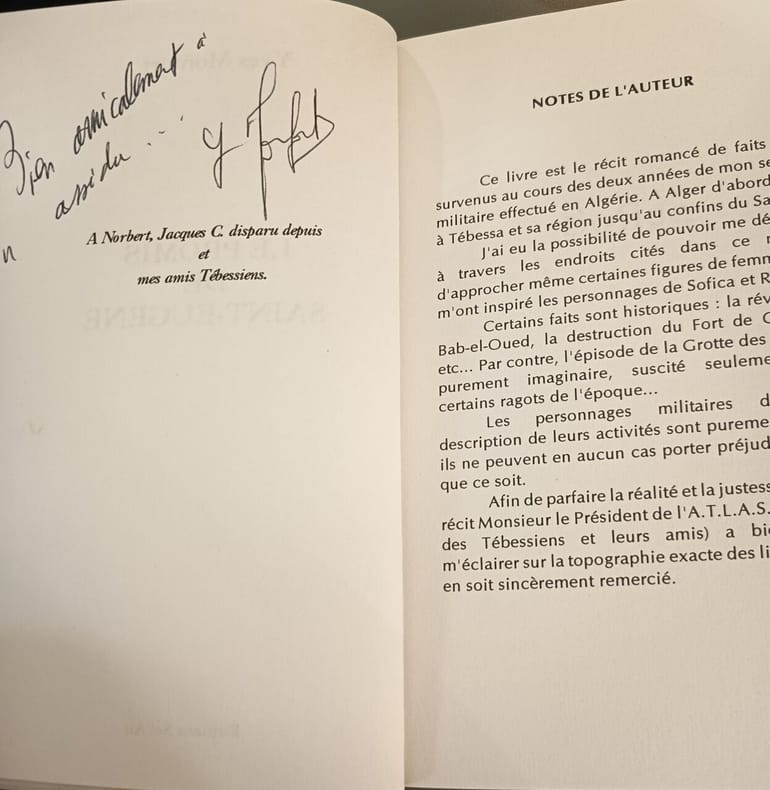 Bien amicalement à
assidu ...
A Norbert, Jacques C. disparu depuis
et
mes amis Tébessiens.
NOTES DE L'AUTEUR
Ce livre est le récit romancé de faits
survenus au cours des deux années de mon se
militaire effectué en Algérie. A Alger d'abord
à Tébessa et sa région jusqu'au confins du Sa
J'ai eu la possibilité de pouvoir me dé
à travers les endroits cités dans ce
d'approcher même certaines figures de femm
m'ont inspiré les personnages de Sofica et R
Certains faits sont historiques : la rév
Bab-el-Oued, la destruction du Fort de
etc... Par contre, l'épisode de la Grotte des
purement imaginaire, suscité seuleme
certains ragots de l'époque...
Les personnages militaires d
description de leurs activités sont pureme
ils ne peuvent en aucun cas porter préjud
que ce soit.
Afin de parfaire la réalité et la justess
récit Monsieur le Président de l'A.T.L.A.S.
des Tébessiens et leurs amis) a bi
m'éclairer sur la topographie exacte des li
en soit sincèrement remercié.